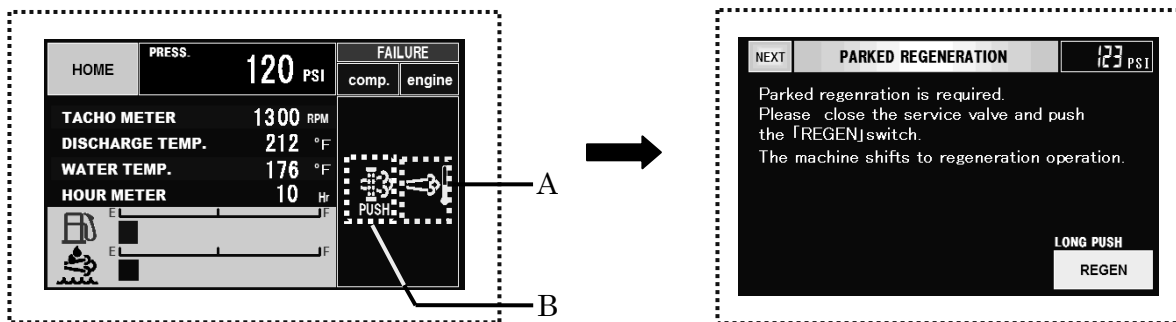 HOME
PRESS.
120 PSI
FAILURE
comp. engine
TACHO METER 1300 RPM
DISCHARGE TEMP. 212 °F
WATER TEMP. 176 °F
HOUR METER 10 Hr
E F
E F
PUSH
A
B
NEXT PARKED REGENERATION 123 PSI
Parked regenration is required.
Please close the service valve and push
the「REGEN」switch.
The machine shifts to regeneration operation.
LONG PUSH
REGEN